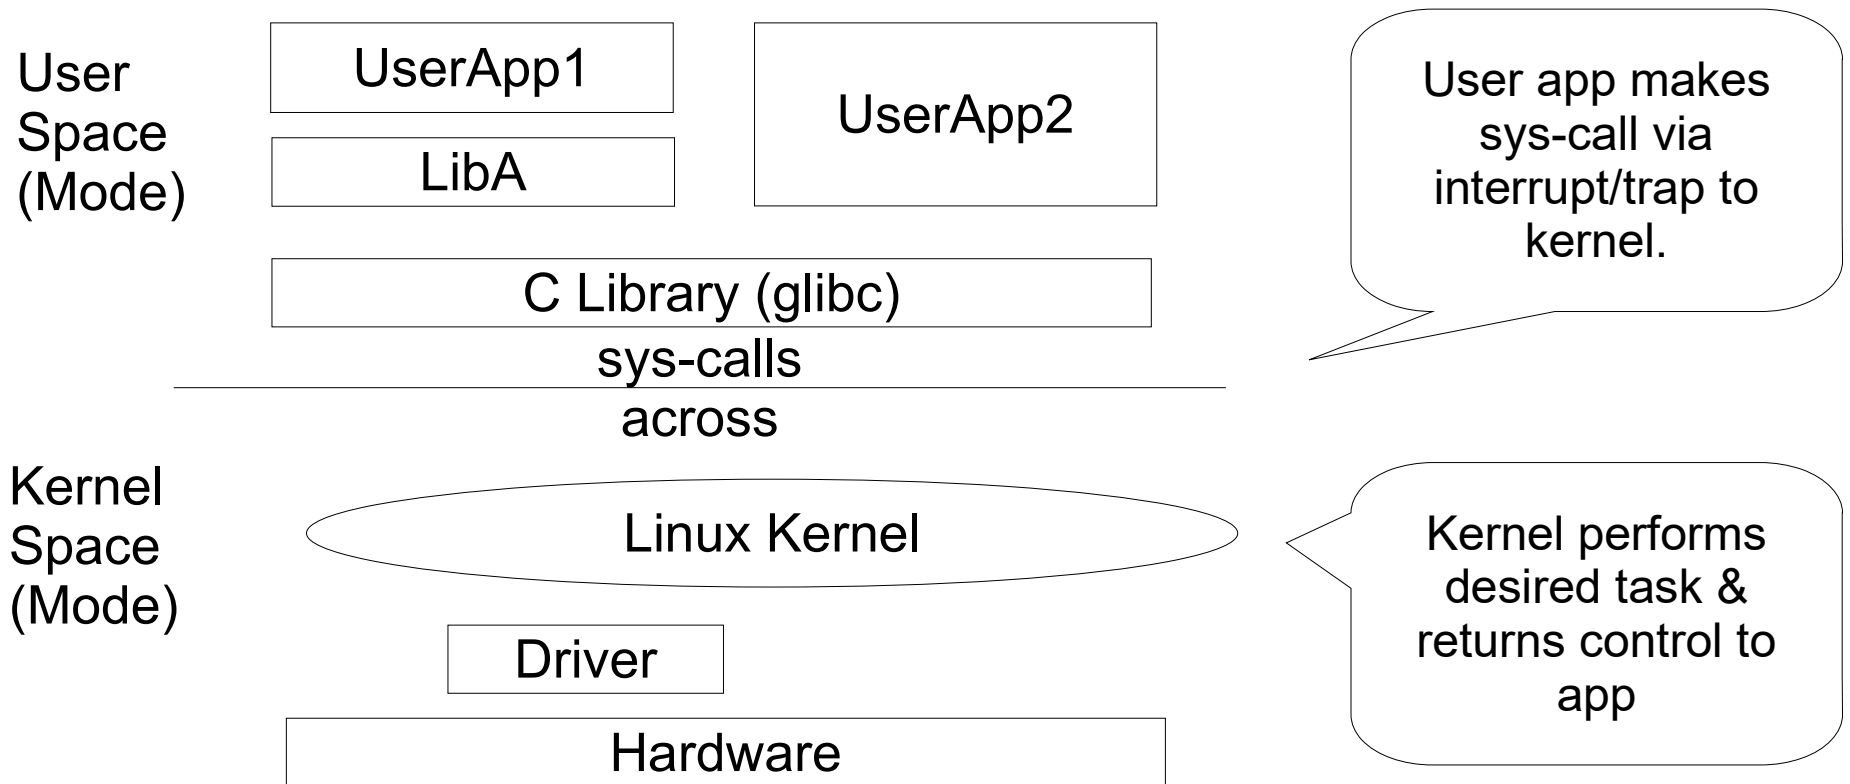 User
Space
(Mode)
UserApp1
LibA
UserApp2
C Library (glibc)
sys-calls
across
User app makes
sys-call via
interrupt/trap to
kernel.
Kernel
Space
(Mode)
Linux Kernel
Driver
Hardware
Kernel performs
desired task &
returns control to
app